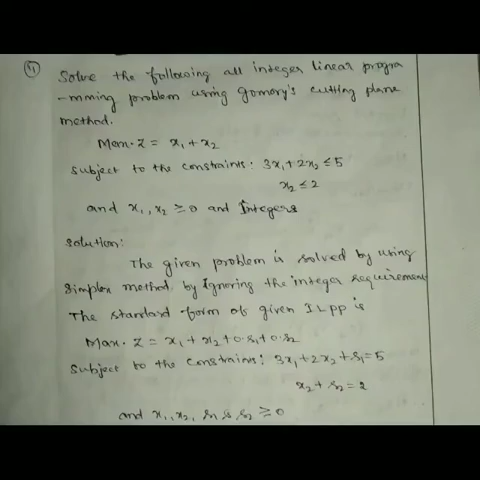 11) Solve the following all integer linear progra
-mming problem using gomory's cutting plane
method.
Max. Z = x₁ + x₂
subject to the constraints: 3x₁ + 2x₂ ≤ 5
x₂ ≤ 2
and x₁, x₂ ≥ 0 and Integers
Solution:
The given problem is solved by using
simplex method by Ignoring the integer requirement
The standard form of given ILPP is
Max. Z = x₁ + x₂ + 0.s₁ + 0.s₂
subject to the constraints: 3x₁ + 2x₂ + s₁ = 5
x₂ + s₂ = 2
and x₁, x₂, s₁ & s₂ ≥ 0